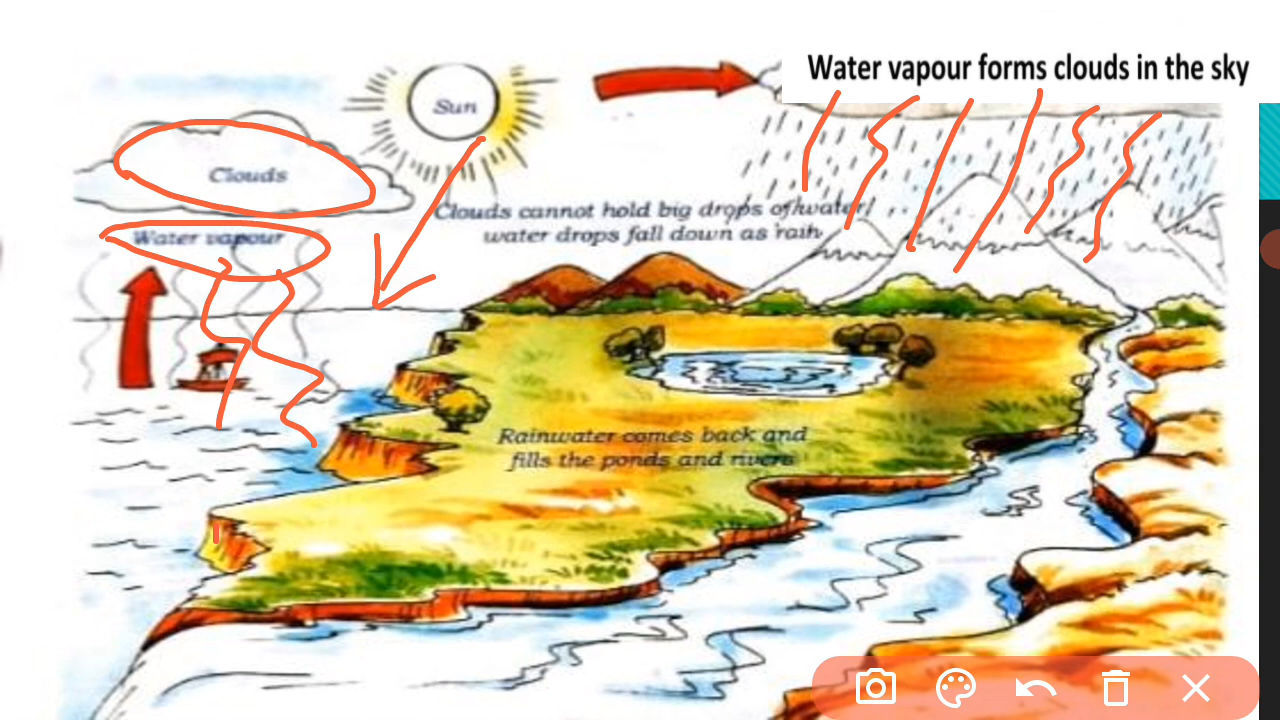 Water vapour forms clouds in the sky
Sun
Clouds
Clouds cannot hold big drops of water/
water drops fall down as rain
Water vapour
Rainwater comes back and
fills the ponds and rivers